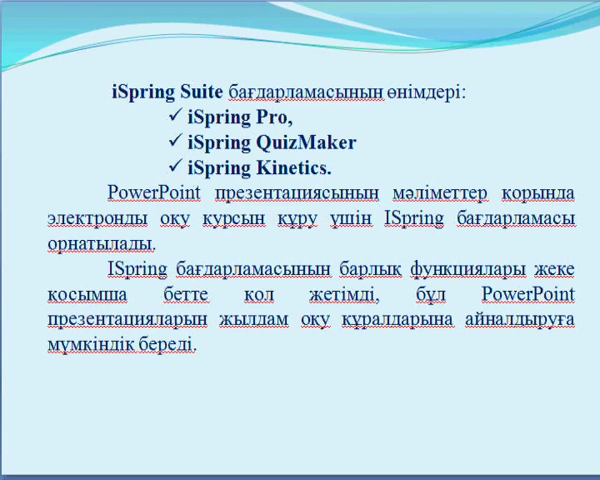 iSpring Suite бағдарламасының өнімдері:
✓ iSpring Pro,
✓ iSpring QuizMaker
✓ iSpring Kinetics.
PowerPoint презентациясының мәліметтер қорында
электронды оқу курсын құру үшін ISpring бағдарламасы
орнатылады.
ISpring бағдарламасының барлық функциялары жеке
қосымша бетте қол жетімді, бұл PowerPoint
презентацияларын жылдам оқу құралдарына айналдыруға
мүмкіндік береді.